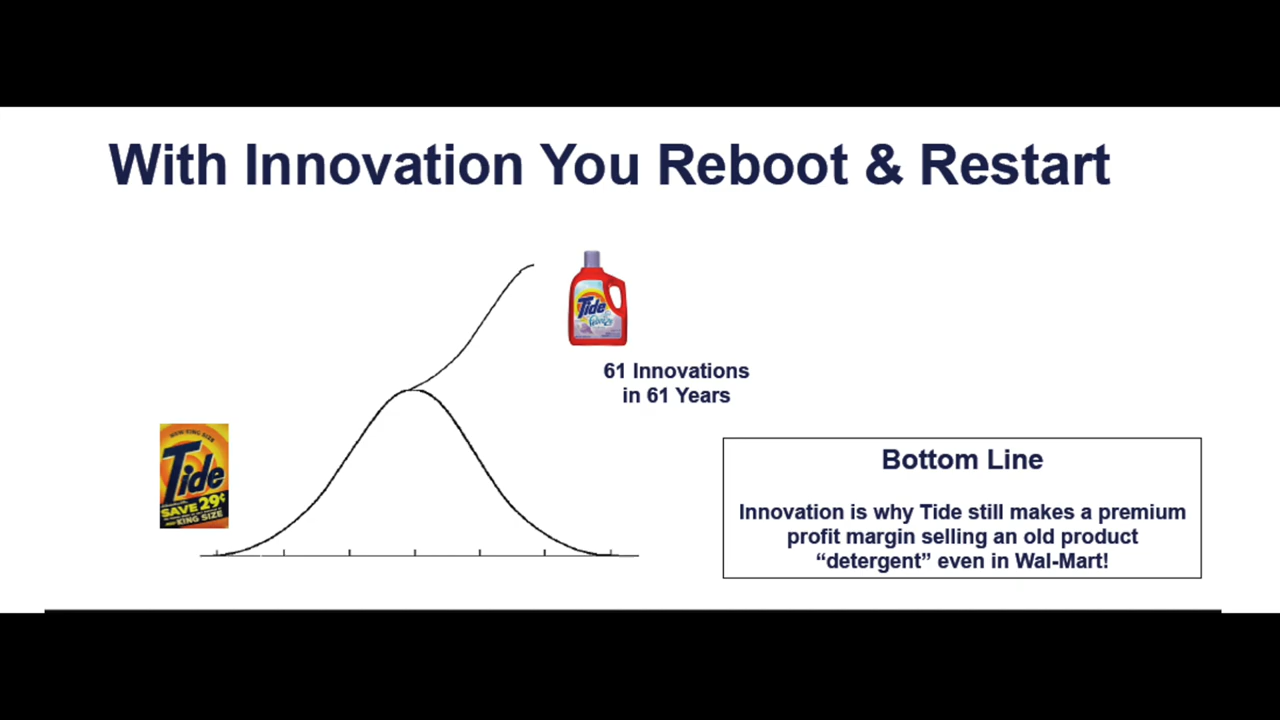 With Innovation You Reboot & Restart
Tide
61 Innovations
in 61 Years
Tide
SAVE 29¢
KING SIZE
Bottom Line
Innovation is why Tide still makes a premium
profit margin selling an old product
“detergent” even in Wal-Mart!